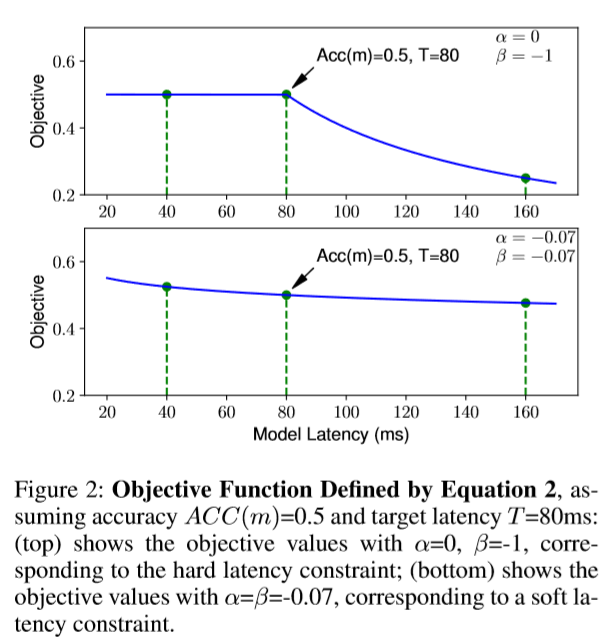 α = 0
Acc(m)=0.5, T=80
β = −1
Objective
0.6
0.4
0.2
20 40 60 80 100 120 140 160
α = −0.07
Acc(m)=0.5, T=80
β = −0.07
Objective
0.6
0.4
0.2
20 40 60 80 100 120 140 160
Model Latency (ms)
Figure 2: Objective Function Defined by Equation 2, as-
suming accuracy ACC(m)=0.5 and target latency T=80ms:
(top) shows the objective values with α=0, β=-1, corre-
sponding to the hard latency constraint; (bottom) shows the
objective values with α=β=-0.07, corresponding to a soft la-
tency constraint.